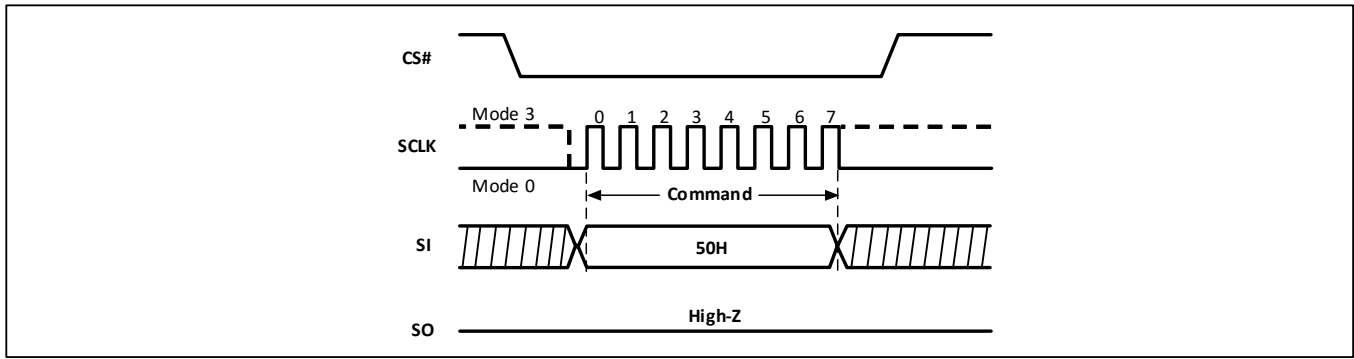 CS#
Mode 3
0 1 2 3 4 5 6 7
SCLK
Mode 0
Command
SI
50H
High-Z
SO